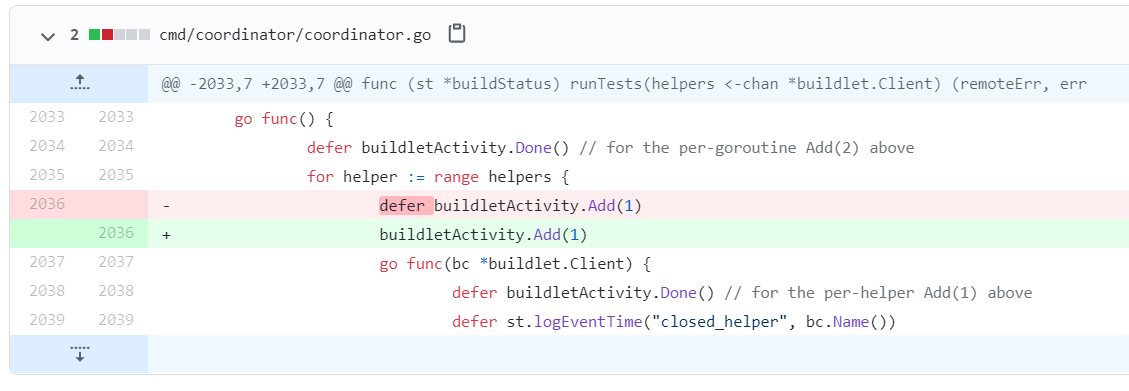 2 cmd/coordinator/coordinator.go
@@ -2033,7 +2033,7 @@ func (st *buildStatus) runTests(helpers <-chan *buildlet.Client) (remoteErr, err
2033 2033 go func() {
2034 2034 defer buildletActivity.Done() // for the per-goroutine Add(2) above
2035 2035 for helper := range helpers {
2036 - defer buildletActivity.Add(1)
2036 + buildletActivity.Add(1)
2037 2037 go func(bc *buildlet.Client) {
2038 2038 defer buildletActivity.Done() // for the per-helper Add(1) above
2039 2039 defer st.logEventTime("closed_helper", bc.Name())